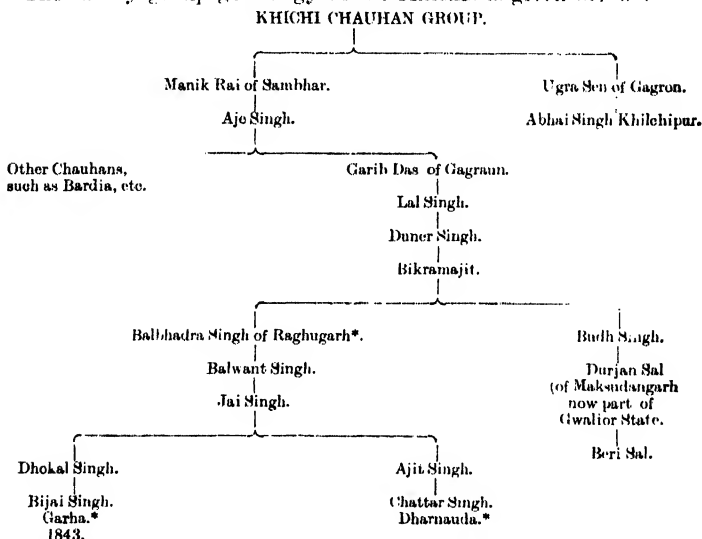 KHICHI CHAUHAN GROUP.
Manik Rai of Sambhar. Ugra Sen of Gagron.
Aje Singh. Abhai Singh Khilchipur.
Other Chauhans, Garib Das of Gagraun.
such as Bardia, etc.
Lal Singh.
Duner Singh.
Bikramajit.
Balbhadra Singh of Raghugarh*. Budh Singh.
Balwant Singh. Durjan Sal
(of Maksudangarh
Jai Singh. now part of
Gwalior State.
Beri Sal.
Dhokal Singh. Ajit Singh.
Bijai Singh. Chattar Singh.
Garha.* Dharnauda.*
1843.